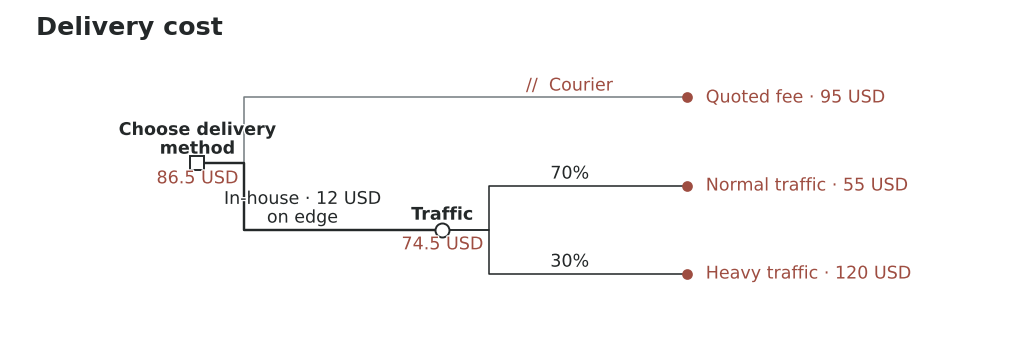 Delivery cost
// Courier
Quoted fee · 95 USD
Choose delivery
method
86.5 USD
In-house · 12 USD
on edge
Traffic
74.5 USD
70%
Normal traffic · 55 USD
30%
Heavy traffic · 120 USD